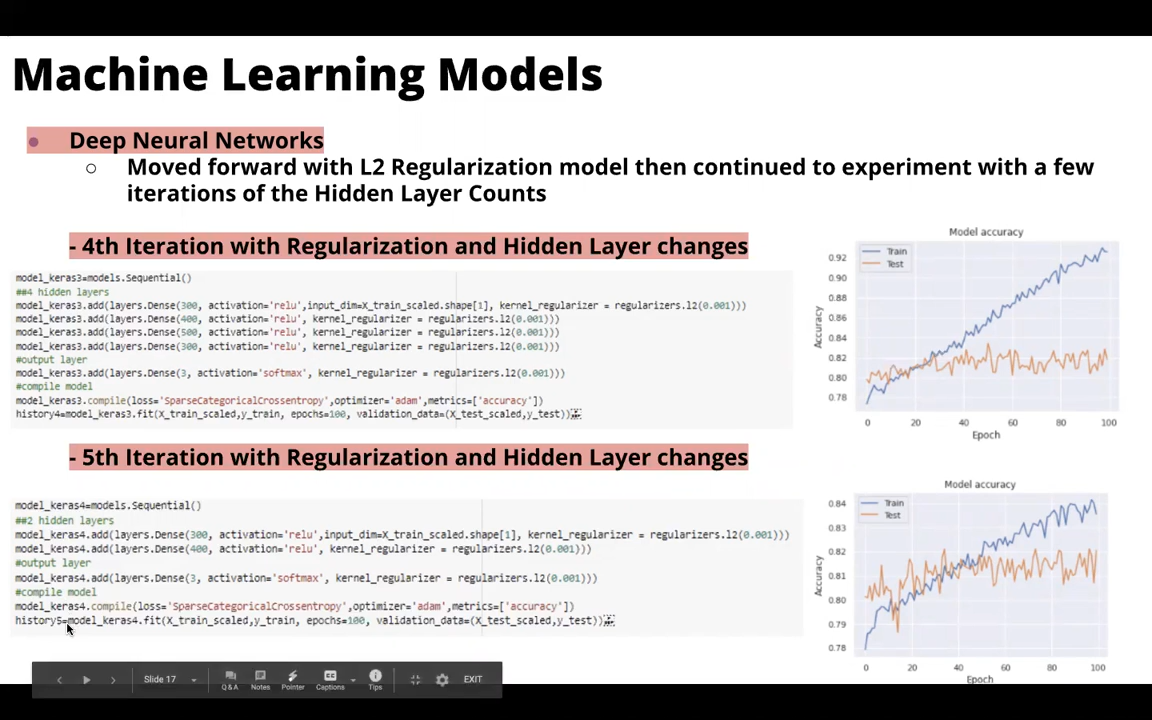 Machine Learning Models
● Deep Neural Networks
○ Moved forward with L2 Regularization model then continued to experiment with a few
iterations of the Hidden Layer Counts
- 4th Iteration with Regularization and Hidden Layer changes
model_keras3=models.Sequential()
##4 hidden layers
model_keras3.add(layers.Dense(300, activation='relu',input_dim=X_train_scaled.shape[1], kernel_regularizer = regularizers.l2(0.001)))
model_keras3.add(layers.Dense(400, activation='relu', kernel_regularizer = regularizers.l2(0.001)))
model_keras3.add(layers.Dense(500, activation='relu', kernel_regularizer = regularizers.l2(0.001)))
model_keras3.add(layers.Dense(300, activation='relu', kernel_regularizer = regularizers.l2(0.001)))
#output layer
model_keras3.add(layers.Dense(3, activation='softmax', kernel_regularizer = regularizers.l2(0.001)))
#compile model
model_keras3.compile(loss='SparseCategoricalCrossentropy',optimizer='adam',metrics=['accuracy'])
history4=model_keras3.fit(X_train_scaled,y_train, epochs=100, validation_data=(X_test_scaled,y_test))
Model accuracy
Train
Test
Accuracy
0.92
0.90
0.88
0.86
0.84
0.82
0.80
0.78
0 20 40 60 80 100
Epoch
- 5th Iteration with Regularization and Hidden Layer changes
model_keras4=models.Sequential()
##2 hidden layers
model_keras4.add(layers.Dense(300, activation='relu',input_dim=X_train_scaled.shape[1], kernel_regularizer = regularizers.l2(0.001)))
model_keras4.add(layers.Dense(400, activation='relu', kernel_regularizer = regularizers.l2(0.001)))
#output layer
model_keras4.add(layers.Dense(3, activation='softmax', kernel_regularizer = regularizers.l2(0.001)))
#compile model
model_keras4.compile(loss='SparseCategoricalCrossentropy',optimizer='adam',metrics=['accuracy'])
history5=model_keras4.fit(X_train_scaled,y_train, epochs=100, validation_data=(X_test_scaled,y_test))
Model accuracy
Train
Test
Accuracy
0.84
0.83
0.82
0.81
0.80
0.79
0.78
0 20 40 60 80 100
Epoch
Slide 17
Q & A
Notes
Pointer
Captions
Tips
EXIT